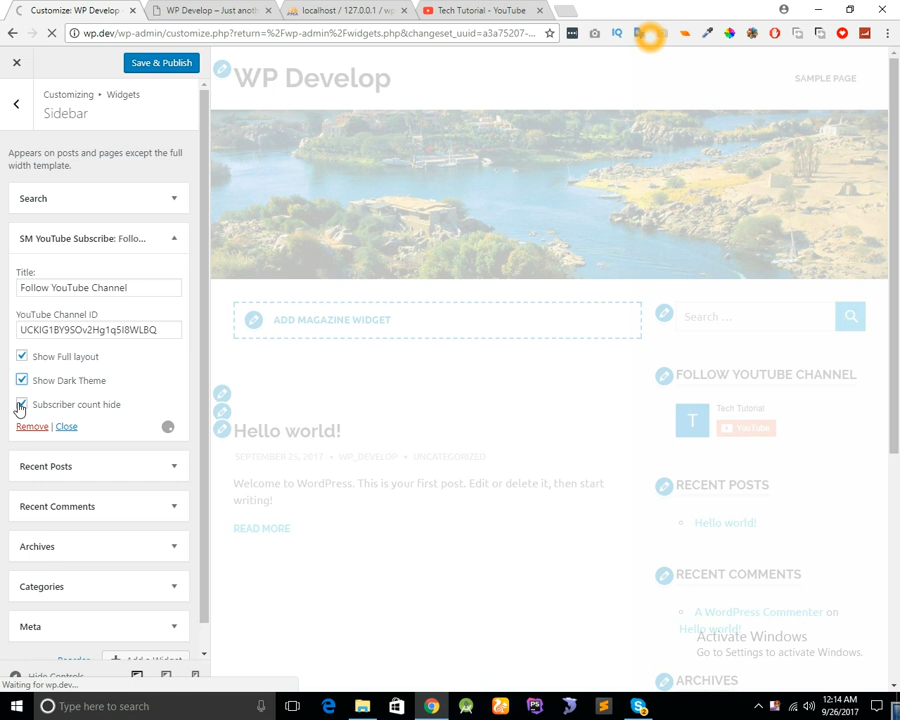 Customize: WP Develop –
WP Develop – Just anoth
localhost / 127.0.0.1 / wp
Tech Tutorial - YouTube
wp.dev/wp-admin/customize.php?return=%2Fwp-admin%2Fwidgets.php&changeset_uuid=a3a75207-...
Save & Publish
Customizing • Widgets
Sidebar
Appears on posts and pages except the full
width template.
Search
SM YouTube Subscribe: Follo...
Title:
Follow YouTube Channel
YouTube Channel ID
UCKIG1BY9SOv2Hg1q5I8WLBQ
Show Full layout
Show Dark Theme
Subscriber count hide
Remove | Close
Recent Posts
Recent Comments
Archives
Categories
Meta
Reorder
Add a Widget
Hide Controls
Waiting for wp.dev...
WP Develop
SAMPLE PAGE
ADD MAGAZINE WIDGET
Hello world!
SEPTEMBER 25, 2017 • WP_DEVELOP • UNCATEGORIZED
Welcome to WordPress. This is your first post. Edit or delete it, then start
writing!
READ MORE
Search …
FOLLOW YOUTUBE CHANNEL
T
Tech Tutorial
YouTube
RECENT POSTS
Hello world!
RECENT COMMENTS
A WordPress Commenter on
Hello world!
Activate Windows
Go to Settings to activate Windows.
ARCHIVES
Type here to search
12:14 AM
9/26/2017